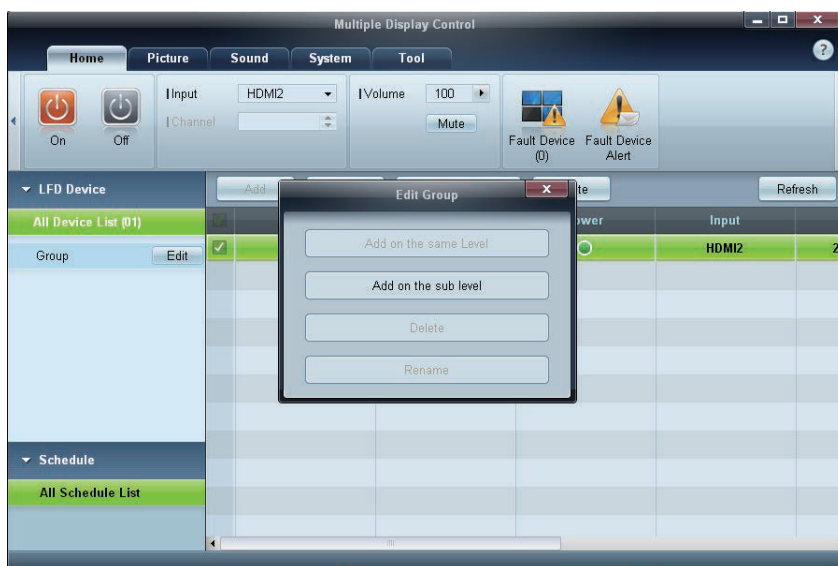 Multiple Display Control
Home Picture Sound System Tool
Input HDMI2
Volume 100
Channel
Mute
On Off
Fault Device (0)
Fault Device Alert
LFD Device
Add
Refresh
All Device List (01)
Input
Group Edit
HDMI2 2
Edit Group
Add on the same Level
Add on the sub level
Delete
Rename
Schedule
All Schedule List